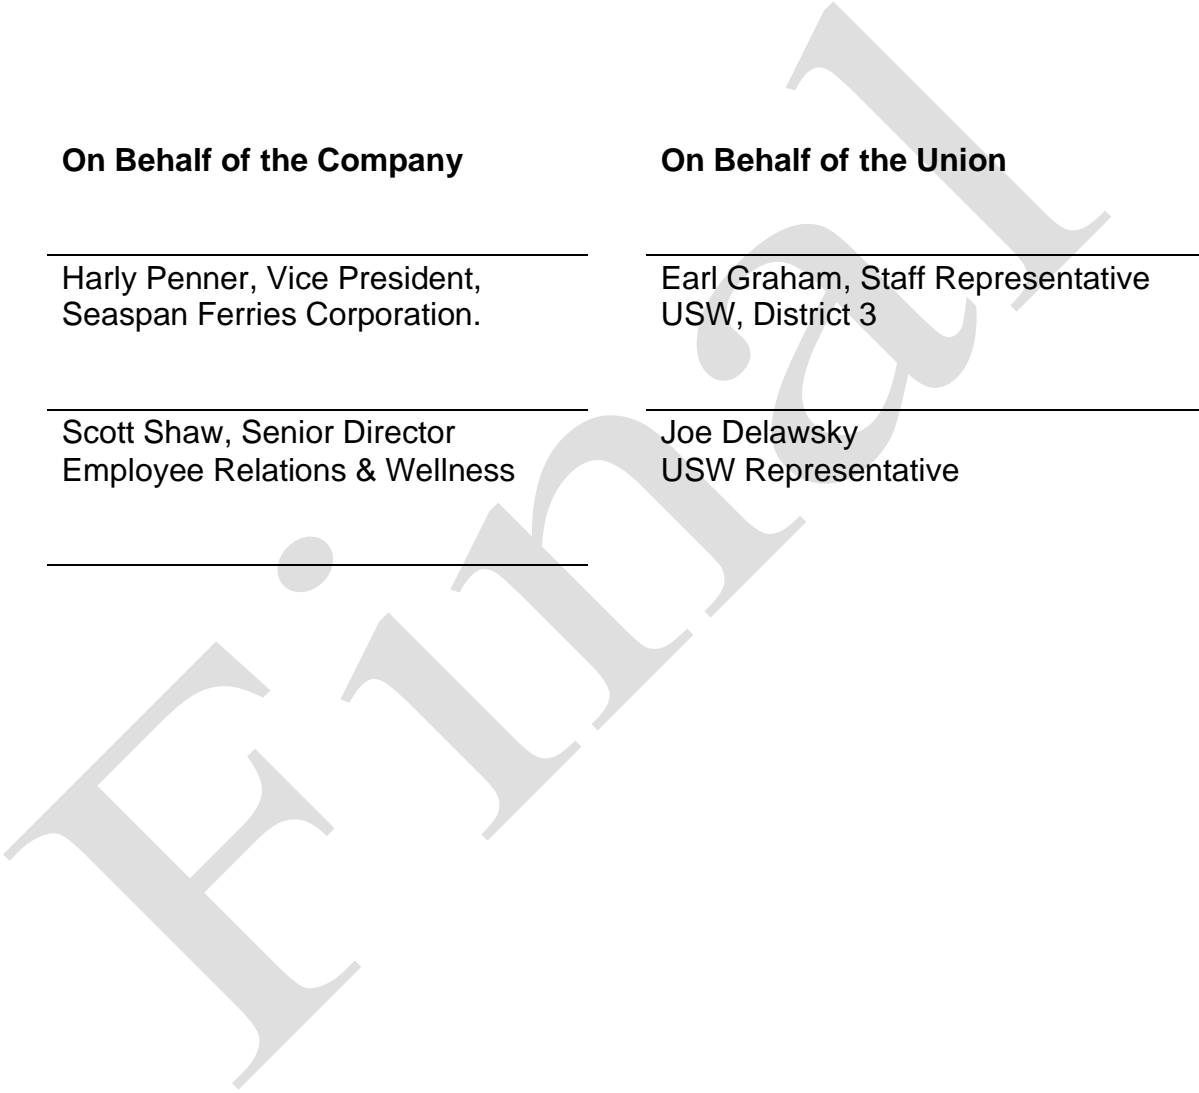 On Behalf of the Company
On Behalf of the Union
Harly Penner, Vice President,
Seaspan Ferries Corporation.
Earl Graham, Staff Representative
USW, District 3
Scott Shaw, Senior Director
Employee Relations & Wellness
Joe Delawsky
USW Representative
Final